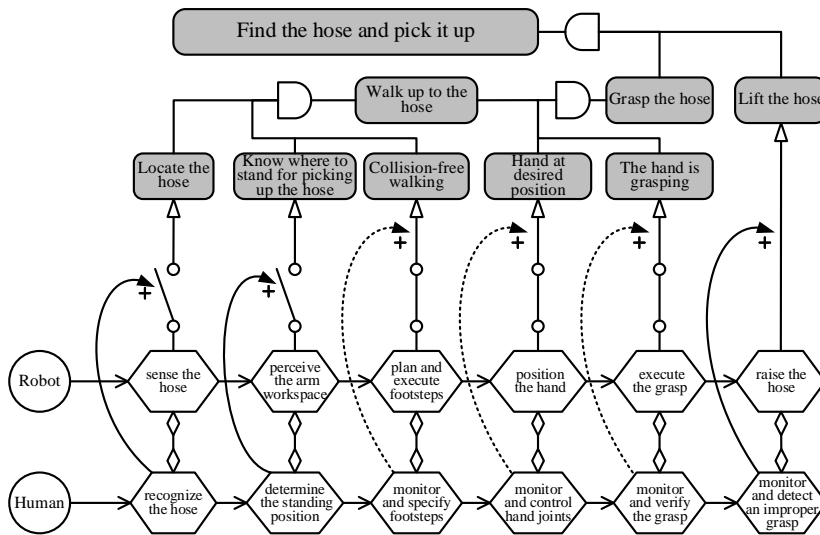 Find the hose and pick it up
Walk up to the
hose
Grasp the hose
Lift the hose
Locate the
hose
Know where to
stand for picking
up the hose
Collision-free
walking
Hand at
desired
position
The hand is
grasping
+
+
+
+
+
+
Robot
sense the
hose
perceive
the arm
workspace
plan and
execute
footsteps
position
the hand
execute
the grasp
raise the
hose
Human
recognize
the hose
determine
the standing
position
monitor
and specify
footsteps
monitor
and control
hand joints
monitor
and verify
the grasp
monitor
and detect
an improper
grasp